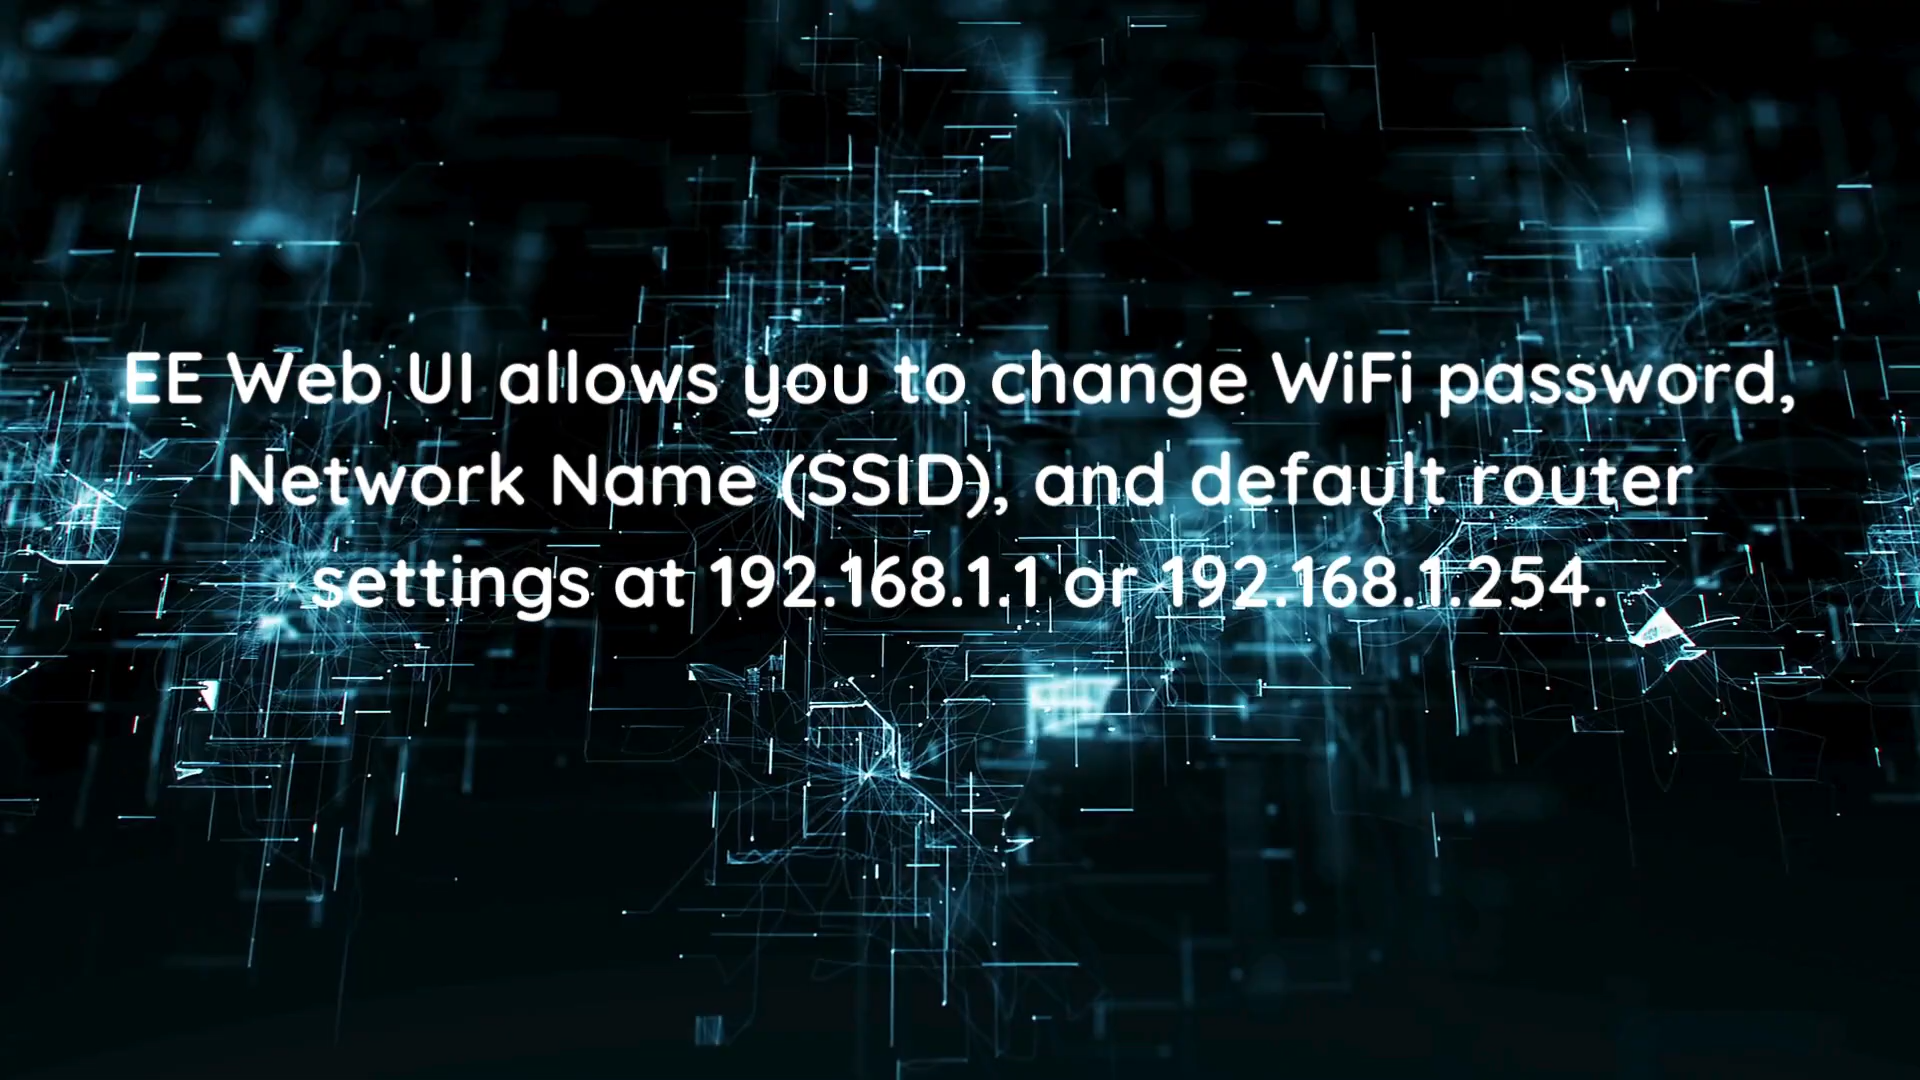 EE Web UI allows you to change WiFi password,
Network Name (SSID), and default router
settings at 192.168.1.1 or 192.168.1.254.